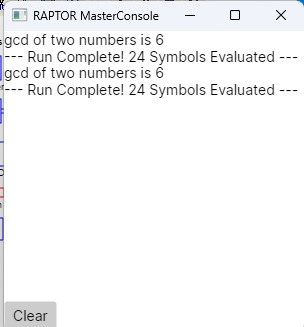 RAPTOR MasterConsole
gcd of two numbers is 6
--- Run Complete! 24 Symbols Evaluated ---
gcd of two numbers is 6
--- Run Complete! 24 Symbols Evaluated ---
Clear